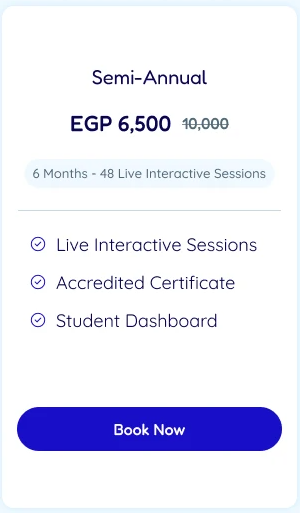 Semi-Annual
EGP 6,500 10,000
6 Months - 48 Live Interactive Sessions
Live Interactive Sessions
Accredited Certificate
Student Dashboard
Book Now